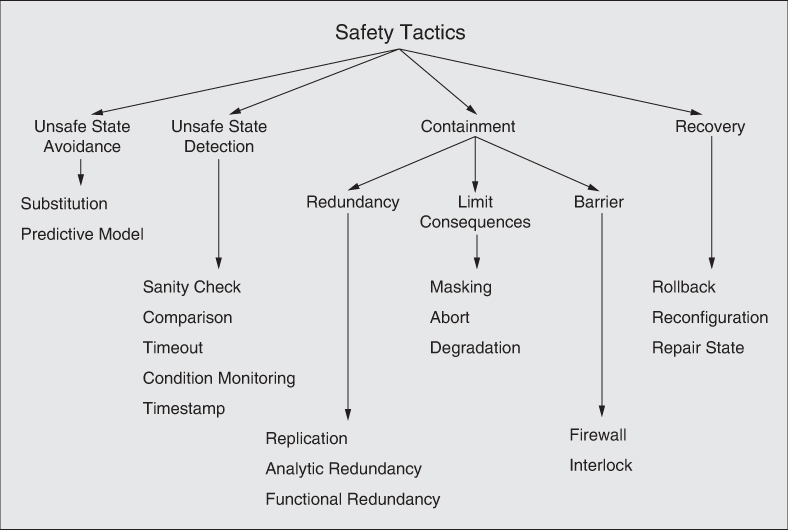 Safety Tactics
Unsafe State
Avoidance
Unsafe State
Detection
Containment
Recovery
Substitution
Predictive Model
Redundancy
Limit
Consequences
Barrier
Sanity Check
Comparison
Timeout
Condition Monitoring
Timestamp
Masking
Abort
Degradation
Rollback
Reconfiguration
Repair State
Replication
Analytic Redundancy
Functional Redundancy
Firewall
Interlock